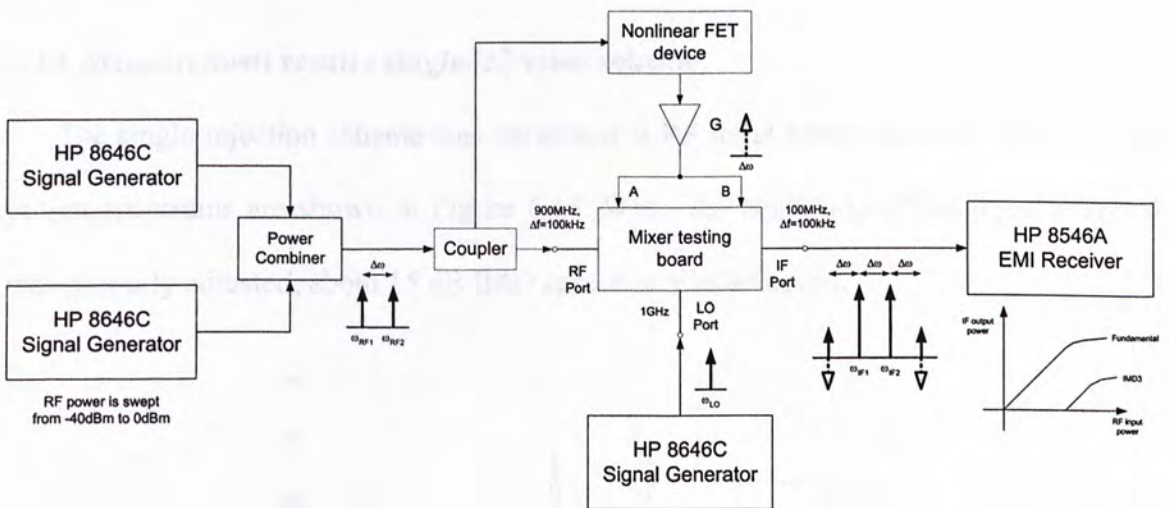 Nonlinear FET
device
G
Δω
A
B
HP 8646C
Signal Generator
Power
Combiner
Δω
ωRF1 ωRF2
HP 8646C
Signal Generator
RF power is swept
from -40dBm to 0dBm
Coupler
900MHz,
Δf=100kHz
RF
Port
Mixer testing
board
100MHz,
Δf=100kHz
IF
Port
1GHz
LO
Port
ωLO
HP 8646C
Signal Generator
Δω Δω Δω
ωIF1 ωIF2
HP 8546A
EMI Receiver
IF output
power
Fundamental
IMD3
RF input
power